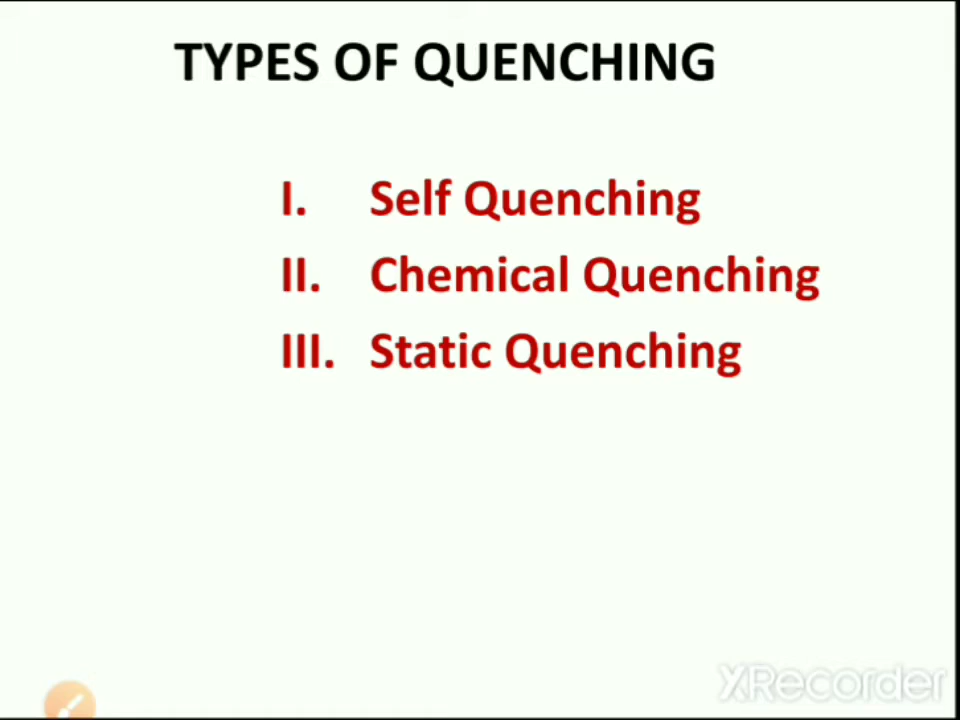 TYPES OF QUENCHING
I. Self Quenching
II. Chemical Quenching
III. Static Quenching
XRecorder